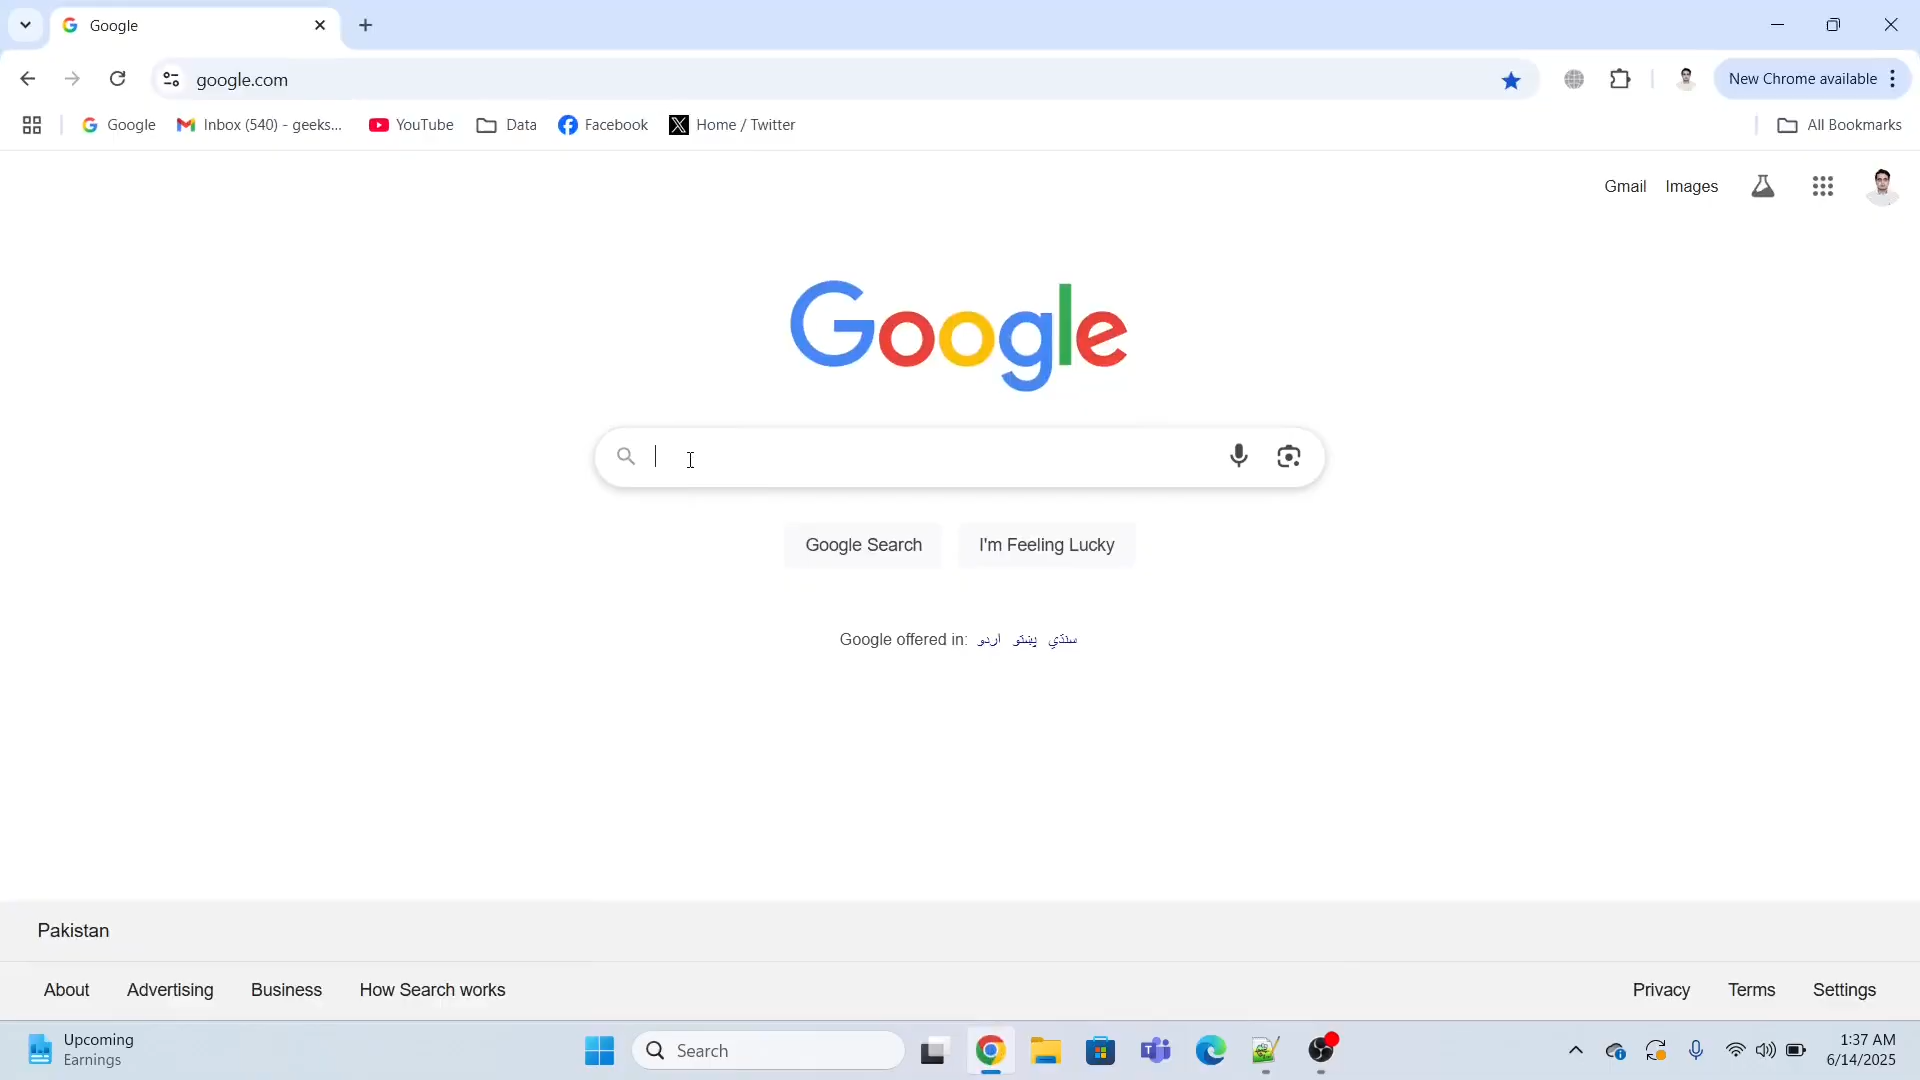 Google
google.com
New Chrome available
Google
Inbox (540) - geeks...
YouTube
Data
Facebook
Home / Twitter
All Bookmarks
Gmail
Images
Google
Google Search
I'm Feeling Lucky
Google offered in: اردو پښتو سنڌي
Pakistan
About
Advertising
Business
How Search works
Privacy
Terms
Settings
Upcoming
Earnings
Search
1:37 AM
6/14/2025